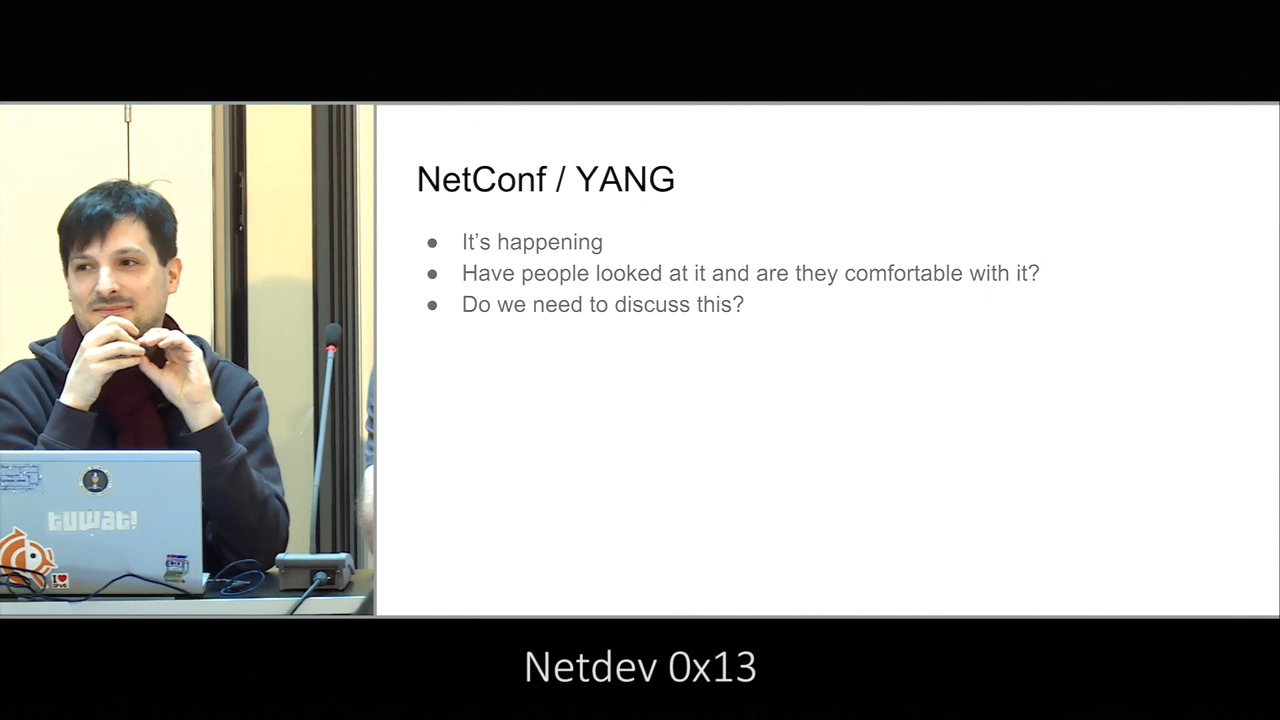 NetConf / YANG
● It’s happening
● Have people looked at it and are they comfortable with it?
● Do we need to discuss this?
tuwat!
I ♥
Netdev 0x13